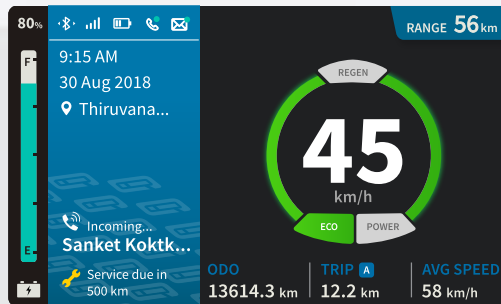 80%
F
E
9:15 AM
30 Aug 2018
Thiruvana...
Incoming...
Sanket Koktk...
Service due in
500 km
RANGE 56 km
REGEN
45
km/h
ECO
POWER
ODO
13614.3 km
TRIP A
12.2 km
AVG SPEED
58 km/h